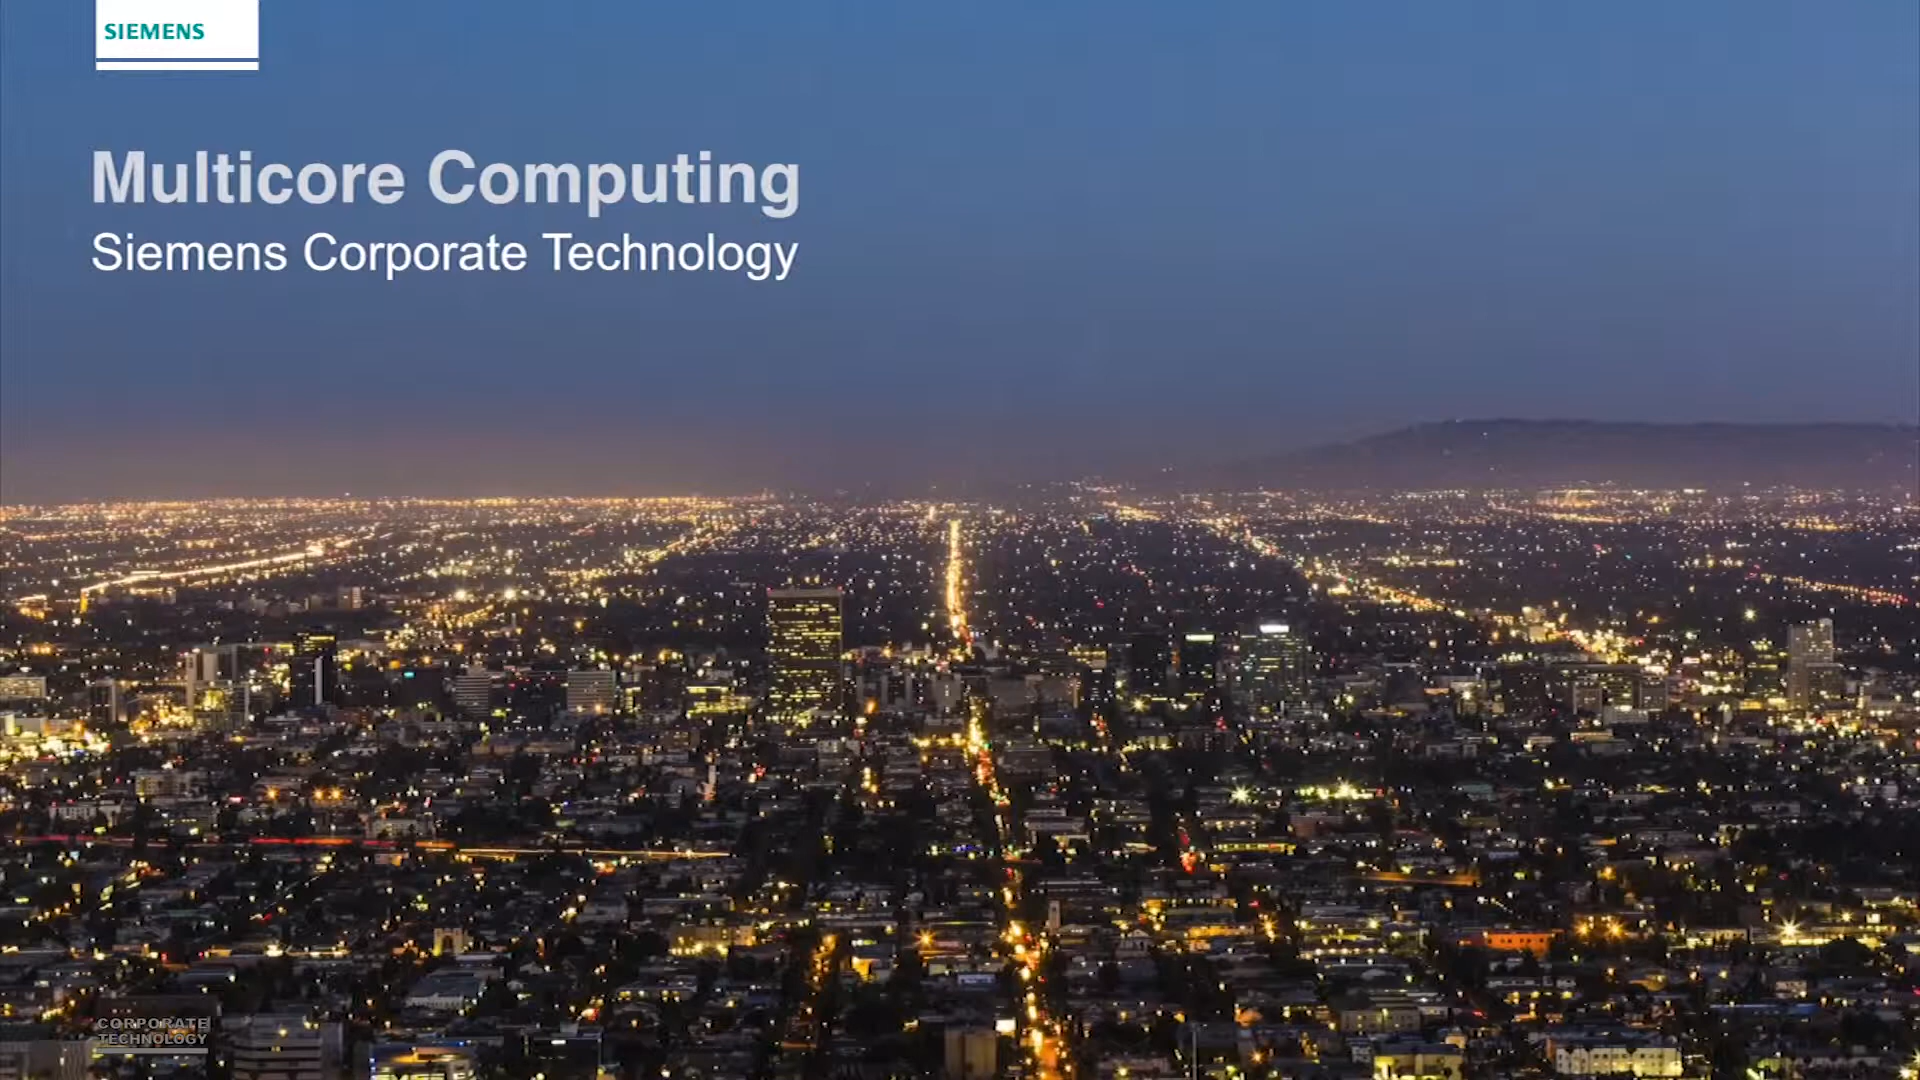 SIEMENS
Multicore Computing
Siemens Corporate Technology
CORPORATE
TECHNOLOGY